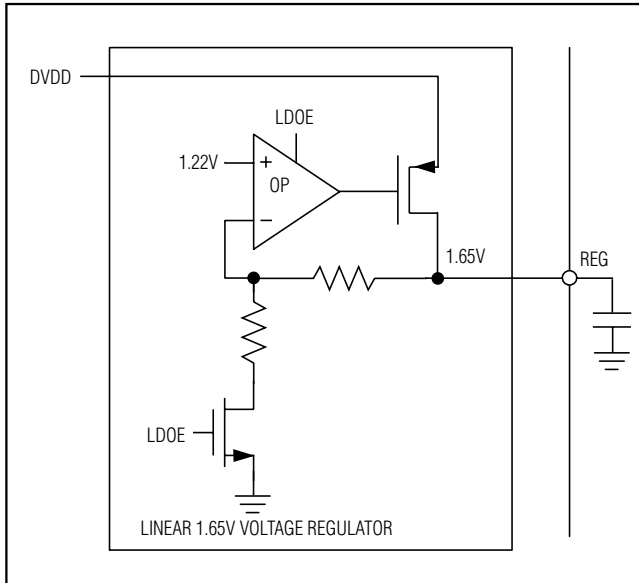 DVDD
LDOE
1.22V
+
OP
−
1.65V
REG
LDOE
LINEAR 1.65V VOLTAGE REGULATOR